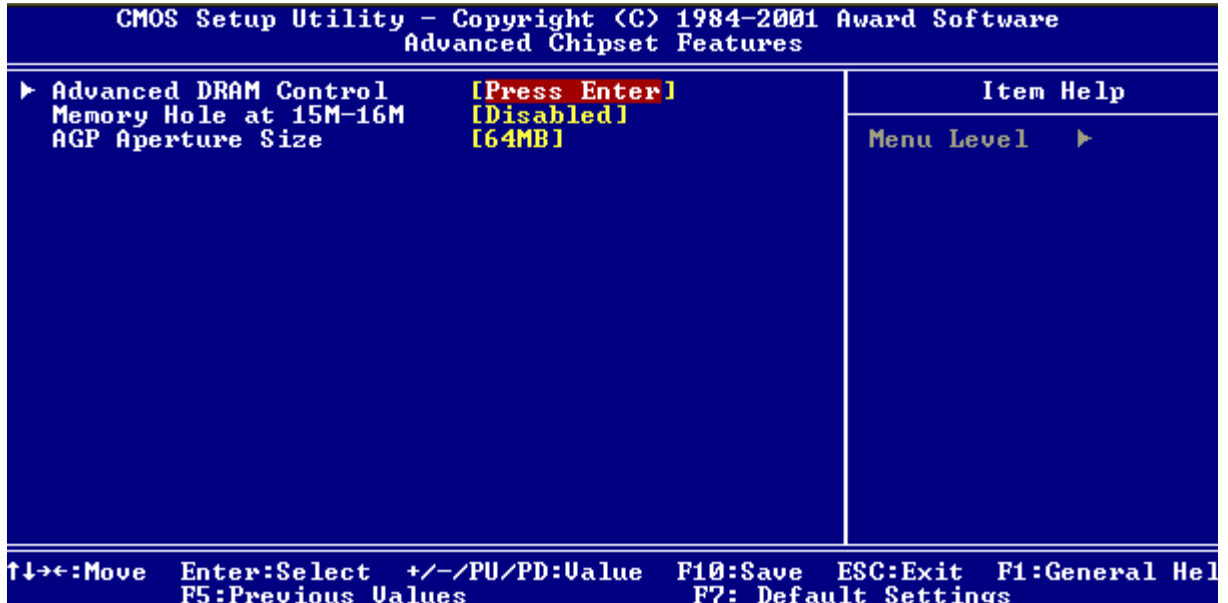 CMOS Setup Utility – Copyright (C) 1984-2001 Award Software
Advanced Chipset Features
► Advanced DRAM Control [Press Enter]
Memory Hole at 15M-16M [Disabled]
AGP Aperture Size [64MB]
Item Help
Menu Level ►
↑↓→←:Move Enter:Select +/-/PU/PD:Value F10:Save ESC:Exit F1:General Hel
F5:Previous Values F7: Default Settings